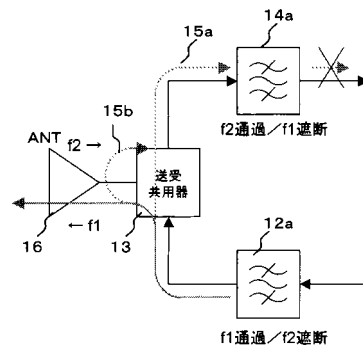 15a
14a
15b
ANT
f2 →
f2通過/f1遮断
送受
共用器
← f1
16
13
12a
f1通過/f2遮断